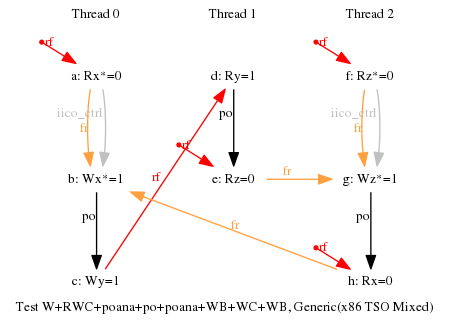 Thread 0 Thread 1 Thread 2
rf rf
a: Rx*=0 d: Ry=1 f: Rz*=0
iico_ctrl po iico_ctrl
fr fr
rf
rf fr
b: Wx*=1 e: Rz=0 g: Wz*=1
po fr po
rf
c: Wy=1 h: Rx=0
Test W+RWC+poana+po+poana+WB+WC+WB, Generic(x86 TSO Mixed)